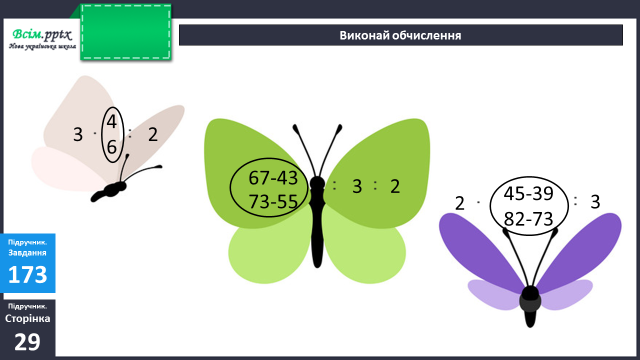 Всім.pptx
Нова українська школа
Виконай обчислення
3 · 4 : 2
6
67-43 : 3 : 2
73-55
2 · 45-39 : 3
82-73
Підручник.
Завдання
173
Підручник.
Сторінка
29